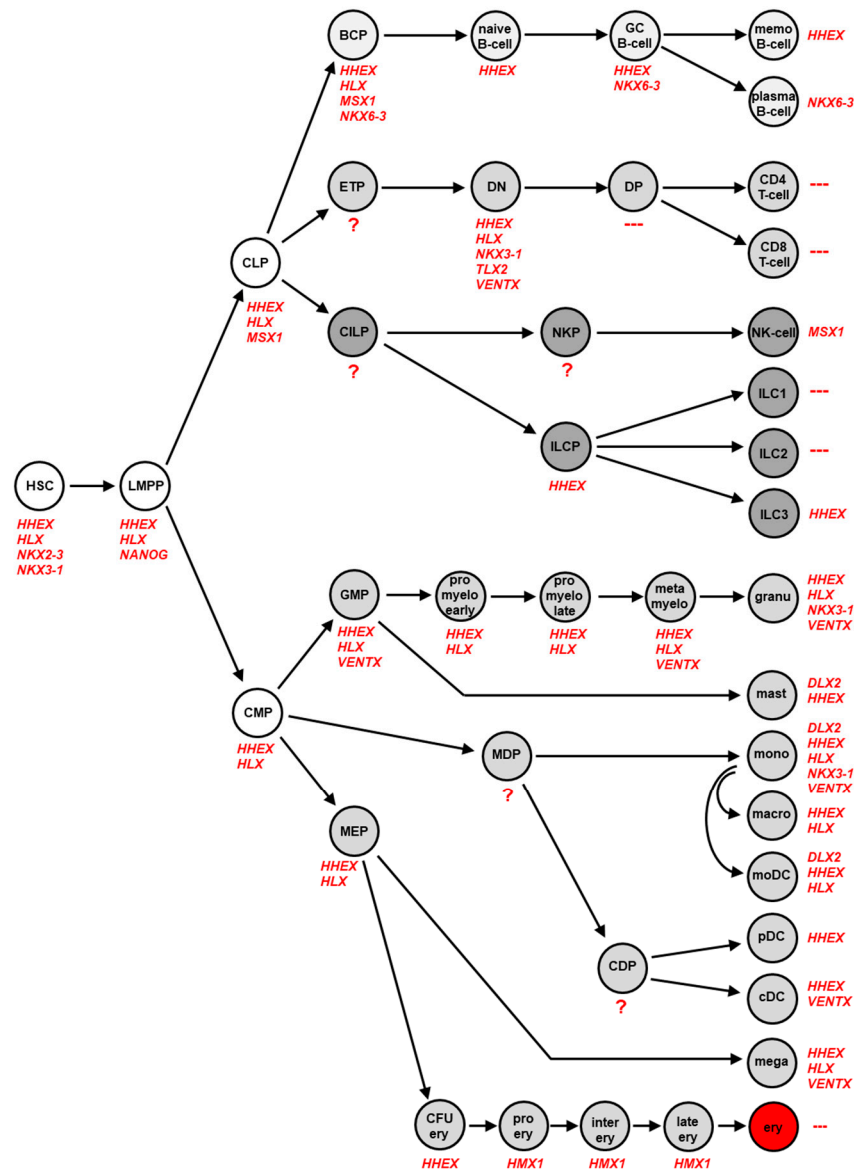 BCP
HHEX
HLX
MSX1
NKX6-3
naive
B-cell
HHEX
GC
B-cell
HHEX
NKX6-3
memo
B-cell
HHEX
plasma
B-cell
NKX6-3
ETP
?
DN
HHEX
HLX
NKX3-1
TLX2
VENTX
DP
---
CD4
T-cell
---
CD8
T-cell
---
CLP
HHEX
HLX
MSX1
CILP
?
NKP
?
NK-cell
MSX1
ILCP
HHEX
ILC1
---
ILC2
---
ILC3
HHEX
HSC
HHEX
HLX
NKX2-3
NKX3-1
LMPP
HHEX
HLX
NANOG
GMP
HHEX
HLX
VENTX
pro
myelo
early
HHEX
HLX
pro
myelo
late
HHEX
HLX
meta
myelo
HHEX
HLX
VENTX
granu
HHEX
HLX
NKX3-1
VENTX
mast
DLX2
HHEX
CMP
HHEX
HLX
MDP
?
mono
DLX2
HHEX
HLX
NKX3-1
VENTX
macro
HHEX
HLX
moDC
DLX2
HHEX
HLX
MEP
HHEX
HLX
CDP
?
pDC
HHEX
cDC
HHEX
VENTX
mega
HHEX
HLX
VENTX
CFU
ery
HHEX
pro
ery
HMX1
inter
ery
HMX1
late
ery
HMX1
ery
---